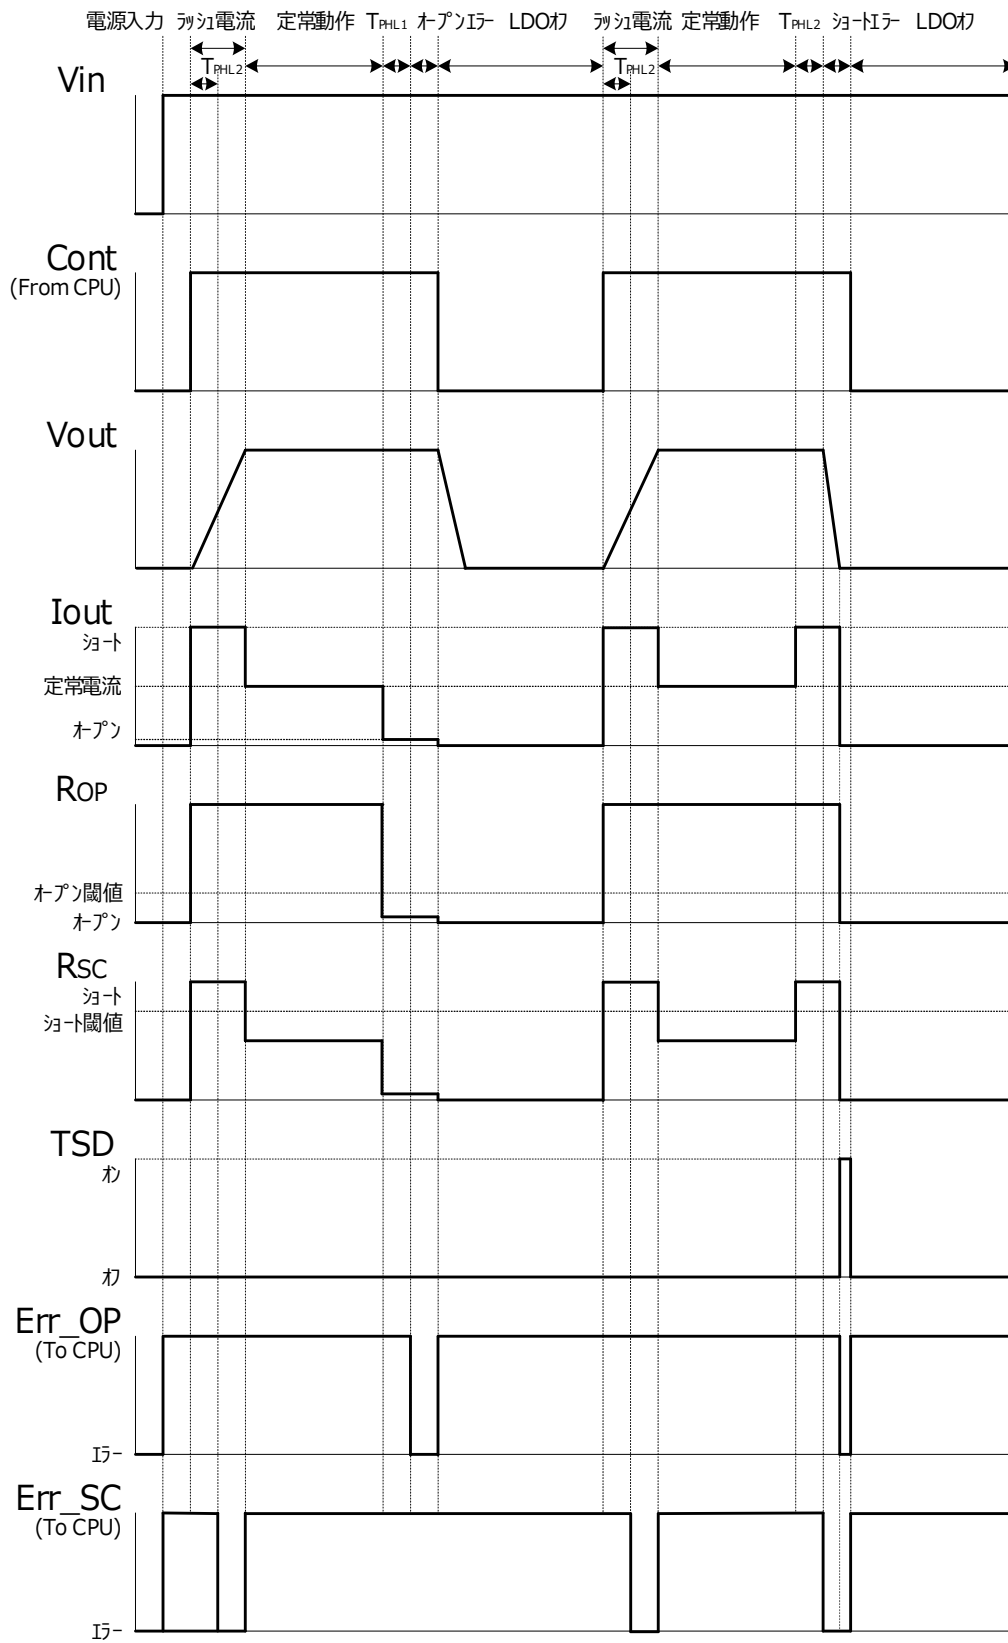 電源入力 ﾗｯｼｭ電流 定常動作 TPHL1 ｵｰﾌﾟﾝｴﾗｰ LDOｵﾌ ﾗｯｼｭ電流 定常動作 TPHL2 ｼｮｰﾄｴﾗｰ LDOｵﾌ
TPHL2 TPHL2
Vin
Cont
(From CPU)
Vout
Iout
ｼｮｰﾄ
定常電流
ｵｰﾌﾟﾝ
ROP
ｵｰﾌﾟﾝ閾値
ｵｰﾌﾟﾝ
RSC
ｼｮｰﾄ
ｼｮｰﾄ閾値
TSD
ｵﾝ
ｵﾌ
Err_OP
(To CPU)
ｴﾗｰ
Err_SC
(To CPU)
ｴﾗｰ